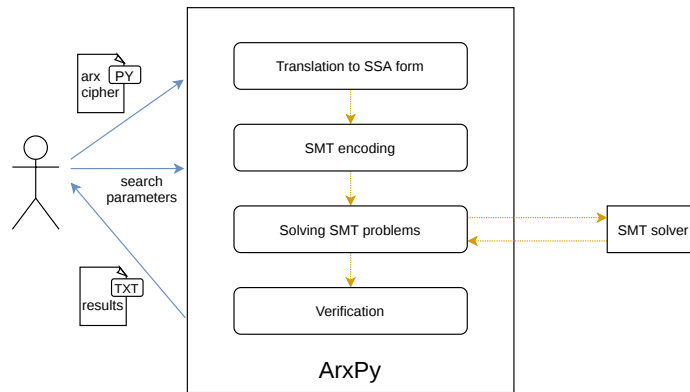 arx
cipher
PY
search
parameters
results
TXT
Translation to SSA form
SMT encoding
Solving SMT problems
SMT solver
Verification
ArxPy